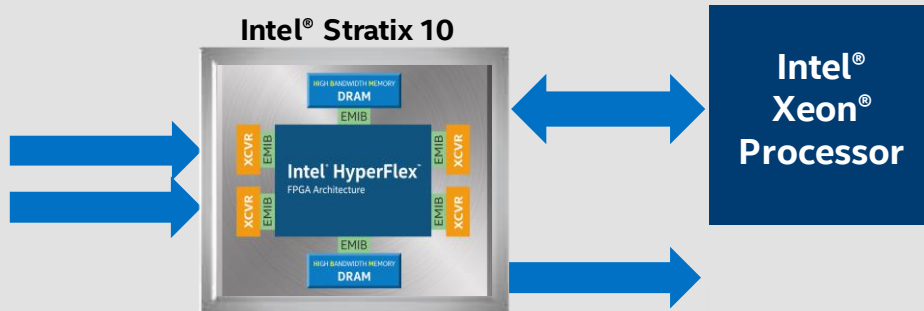 Intel® Stratix 10
HIGH BANDWIDTH MEMORY
DRAM
EMIB
XCVR
EMIB
EMIB
XCVR
Intel® HyperFlex™
FPGA Architecture
XCVR
EMIB
EMIB
XCVR
EMIB
HIGH BANDWIDTH MEMORY
DRAM
Intel®
Xeon®
Processor